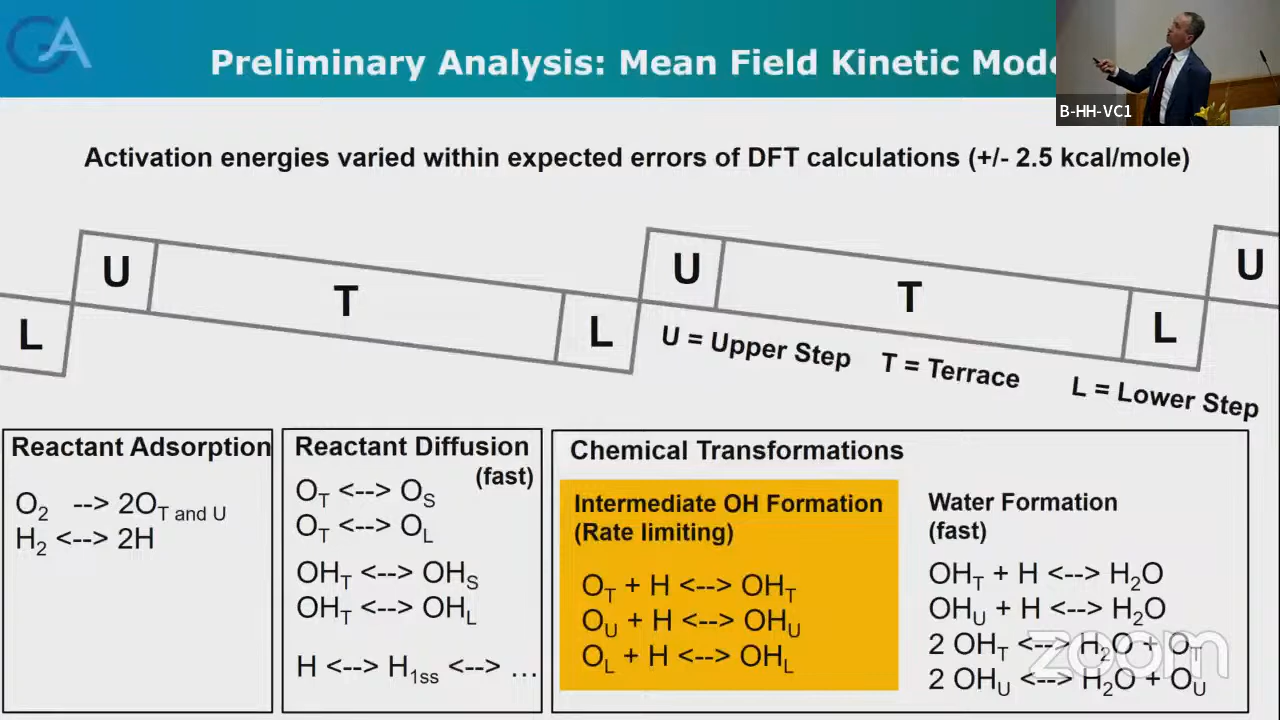 GA
Preliminary Analysis: Mean Field Kinetic Mode
B-HH-VC1
Activation energies varied within expected errors of DFT calculations (+/- 2.5 kcal/mole)
U
T
L
U
T
L
U
L
U = Upper Step
T = Terrace
L = Lower Step
Reactant Adsorption
O2 --> 2OT and U
H2 <--> 2H
Reactant Diffusion
(fast)
OT <--> OS
OT <--> OL
OHT <--> OHS
OHT <--> OHL
H <--> H1ss <--> ...
Chemical Transformations
Intermediate OH Formation
(Rate limiting)
OT + H <--> OHT
OU + H <--> OHU
OL + H <--> OHL
Water Formation
(fast)
OHT + H <--> H2O
OHU + H <--> H2O
2 OHT <--> H2O + OT
2 OHU <--> H2O + OU
zoom